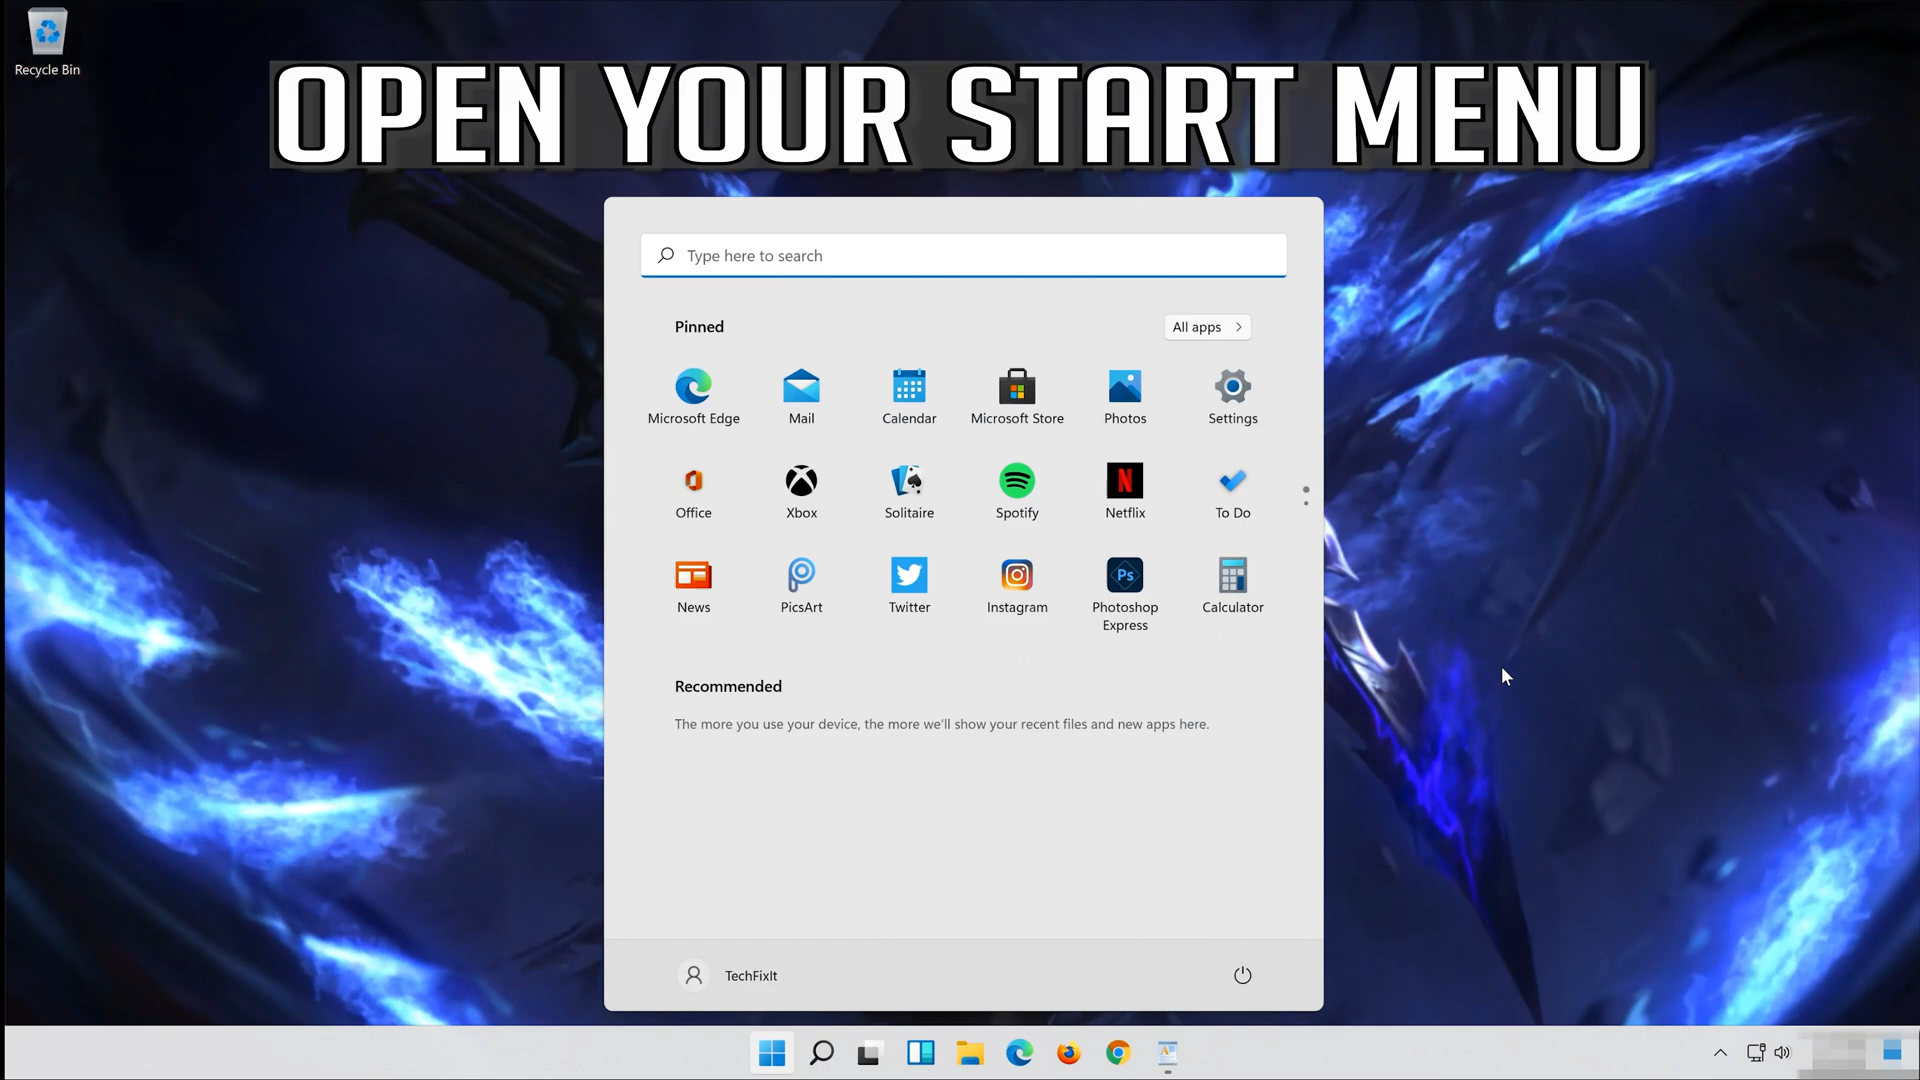 Recycle Bin
OPEN YOUR START MENU
Type here to search
Pinned
All apps
Microsoft Edge
Mail
Calendar
Microsoft Store
Photos
Settings
Office
Xbox
Solitaire
Spotify
Netflix
To Do
News
PicsArt
Twitter
Instagram
Ps
Photoshop
Express
Calculator
Recommended
The more you use your device, the more we'll show your recent files and new apps here.
TechFixIt